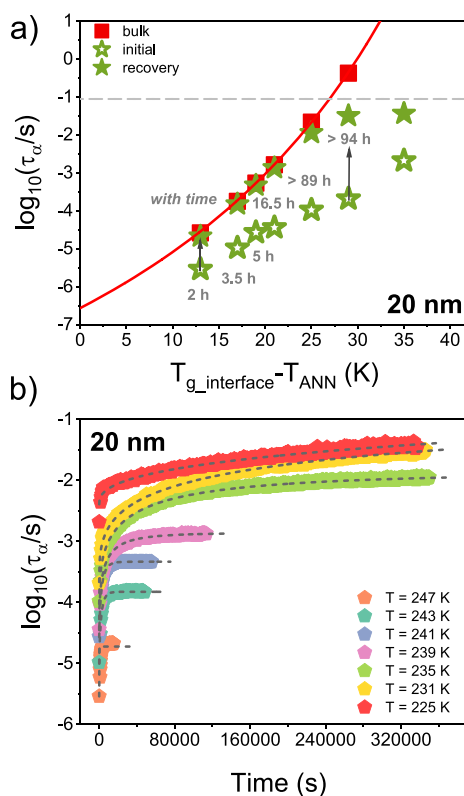 a)
1
0
-1
-2
-3
-4
-5
-6
-7
log₁₀(τα/s)
bulk
initial
recovery
with time
> 94 h
> 89 h
16.5 h
5 h
3.5 h
2 h
20 nm
0 5 10 15 20 25 30 35 40
Tg_interface-TANN (K)
b)
20 nm
-1
-2
-3
-4
-5
-6
log₁₀(τα/s)
T = 247 K
T = 243 K
T = 241 K
T = 239 K
T = 235 K
T = 231 K
T = 225 K
0 80000 160000 240000 320000
Time (s)